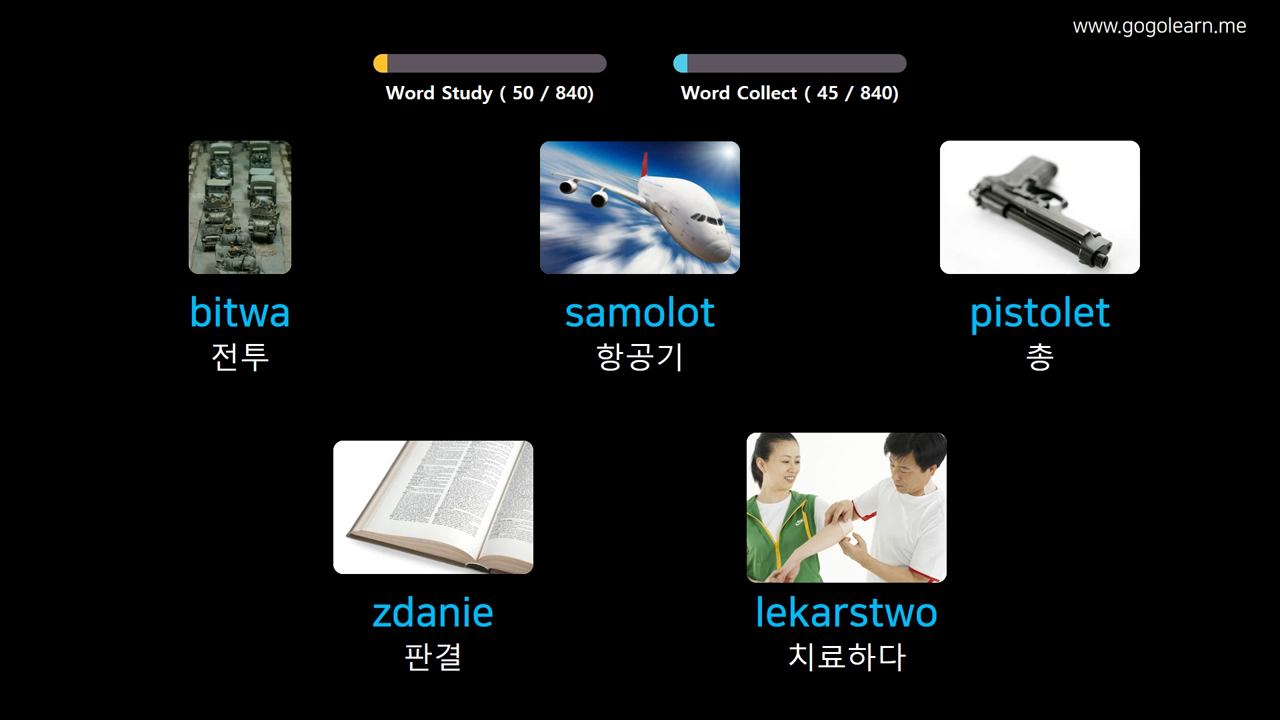 www.gogolearn.me
Word Study ( 50 / 840)
Word Collect ( 45 / 840)
bitwa
전투
samolot
항공기
pistolet
총
zdanie
판결
lekarstwo
치료하다